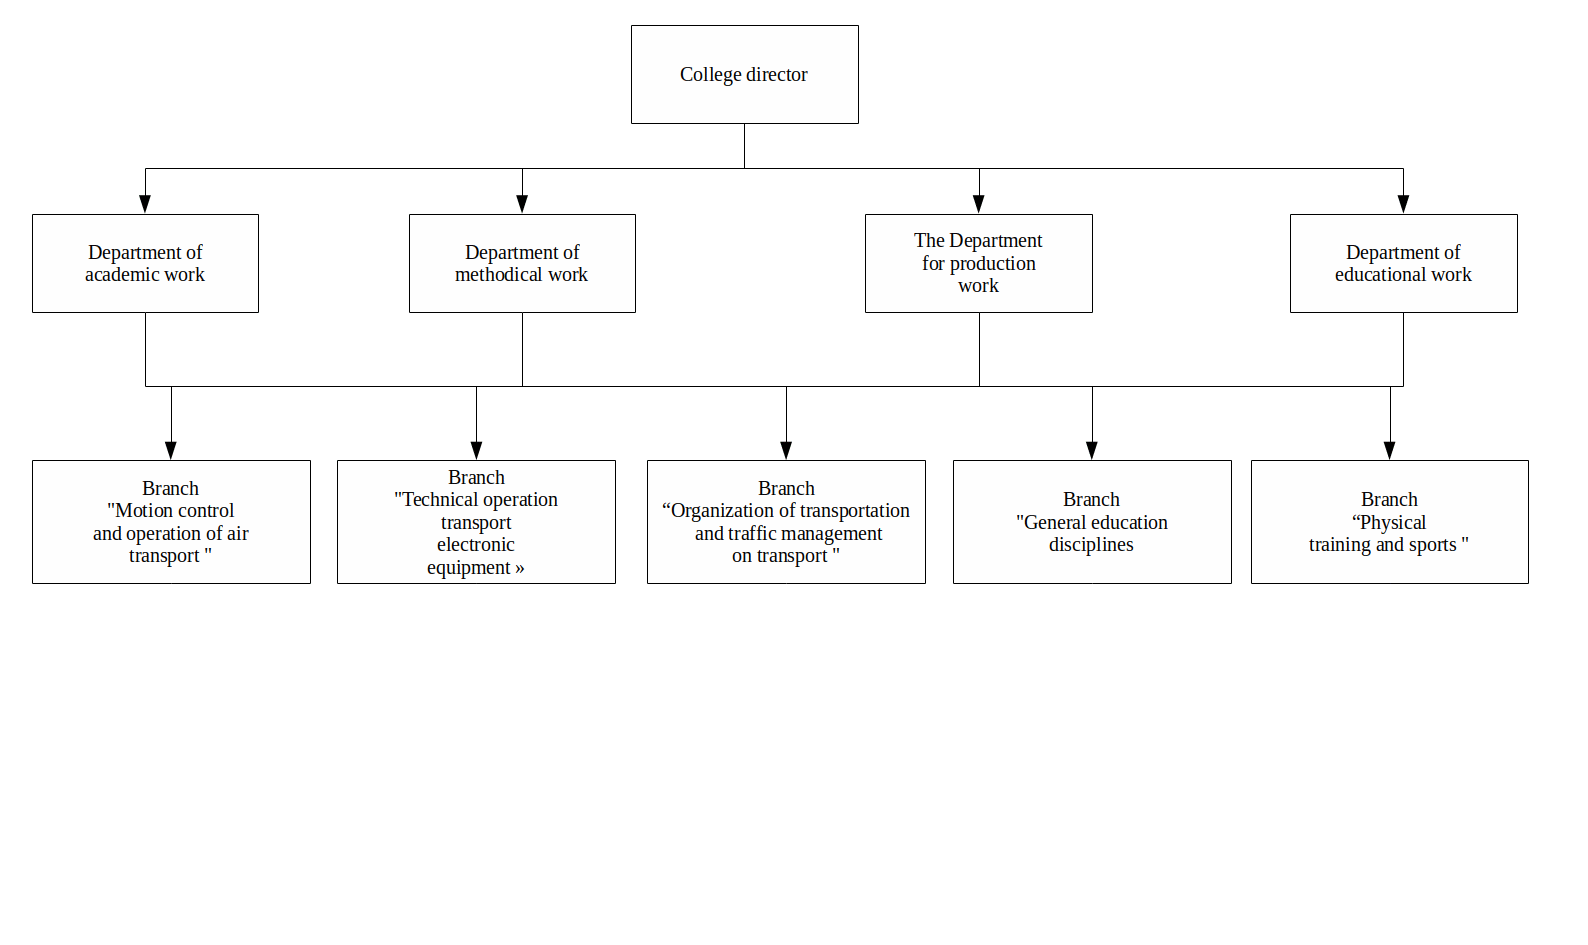 College director
Department of
academic work
Department of
methodical work
The Department
for production
work
Department of
educational work
Branch
"Motion control
and operation of air
transport "
Branch
"Technical operation
transport
electronic
equipment »
Branch
“Organization of transportation
and traffic management
on transport "
Branch
"General education
disciplines
Branch
“Physical
training and sports "